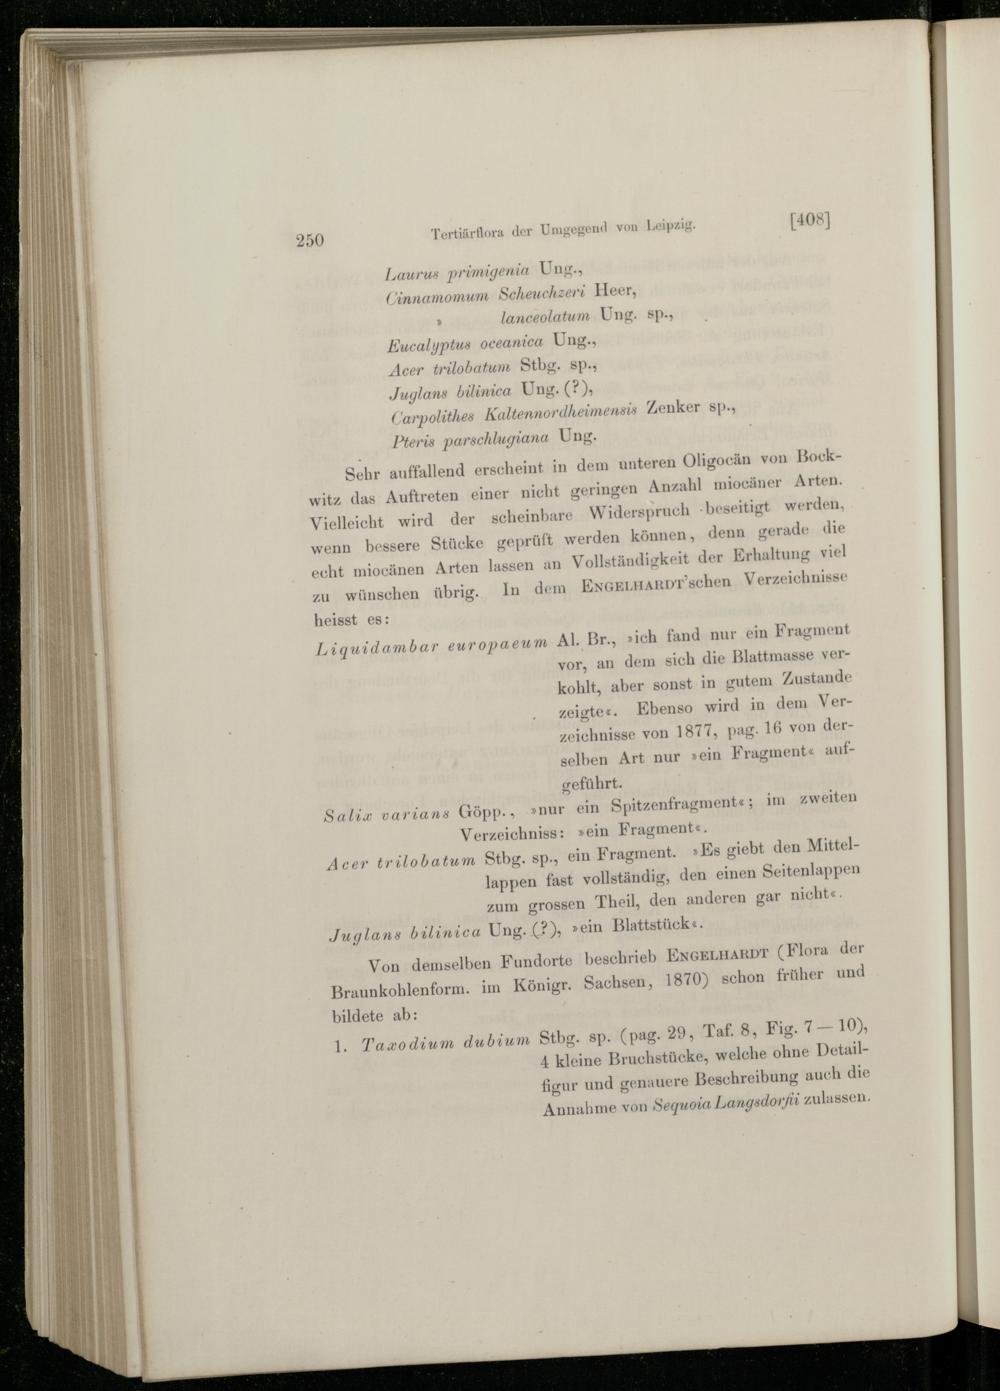 250 Tertiärflora der Umgegend von Leipzig. [408]
Laurus primigenia Ung.,
Cinnamomum Scheuchzeri Heer,
» lanceolatum Ung. sp.,
Eucalyptus oceanica Ung.,
Acer trilobatum Stbg. sp.,
Juglans bilinica Ung. (?),
Carpolithes Kaltennordheimensis Zenker sp.,
Pteris parschlugiana Ung.
Sehr auffallend erscheint in dem unteren Oligocän von Bock-
witz das Auftreten einer nicht geringen Anzahl miocäner Arten.
Vielleicht wird der scheinbare Widerspruch beseitigt werden,
wenn bessere Stücke geprüft werden können, denn gerade die
echt miocänen Arten lassen an Vollständigkeit der Erhaltung viel
zu wünschen übrig. In dem ENGELHARDT'schen Verzeichnisse
heisst es:
Liquidambar europaeum Al. Br., »ich fand nur ein Fragment
vor, an dem sich die Blattmasse ver-
kohlt, aber sonst in gutem Zustande
zeigte«. Ebenso wird in dem Ver-
zeichnisse von 1877, pag. 16 von der-
selben Art nur »ein Fragment« auf-
geführt.
Salix varians Göpp., »nur ein Spitzenfragment«; im zweiten
Verzeichniss: »ein Fragment«.
Acer trilobatum Stbg. sp., ein Fragment. »Es giebt den Mittel-
lappen fast vollständig, den einen Seitenlappen
zum grossen Theil, den anderen gar nicht«.
Juglans bilinica Ung. (?), »ein Blattstück«.
Von demselben Fundorte beschrieb ENGELHARDT (Flora der
Braunkohlenform. im Königr. Sachsen, 1870) schon früher und
bildete ab:
1. Taxodium dubium Stbg. sp. (pag. 29, Taf. 8, Fig. 7—10),
4 kleine Bruchstücke, welche ohne Detail-
figur und genauere Beschreibung auch die
Annahme von Sequoia Langsdorfii zulassen.